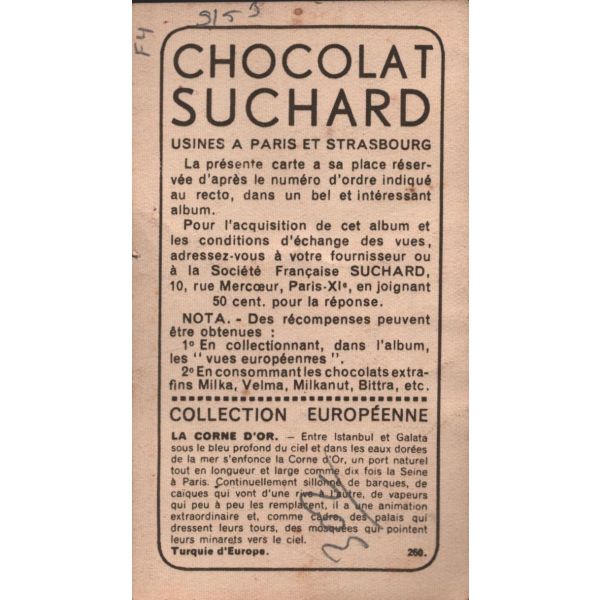 F4
CHOCOLAT
SUCHARD
USINES A PARIS ET STRASBOURG
La présente carte a sa place réser-
vée d'après le numéro d'ordre indiqué
au recto, dans un bel et intéressant
album.
Pour l'acquisition de cet album et
les conditions d'échange des vues,
adressez-vous à votre fournisseur ou
à la Société Française SUCHARD,
10, rue Mercœur, Paris-XIe, en joignant
50 cent. pour la réponse.
NOTA. - Des récompenses peuvent
être obtenues :
1o En collectionnant, dans l'album,
les " vues européennes ".
2o En consommant les chocolats extra-
fins Milka, Velma, Milkanut, Bittra, etc.
COLLECTION EUROPÉENNE
LA CORNE D'OR. — Entre Istanbul et Galata
sous le bleu profond du ciel et dans les eaux dorées
de la mer s'enfonce la Corne d'Or, un port naturel
tout en longueur et large comme dix fois la Seine
à Paris. Continuellement sillonné de barques, de
caïques qui vont d'une rive à l'autre, de vapeurs
qui peu à peu les remplacent, il a une animation
extraordinaire et, comme cadre, des palais qui
dressent leurs tours, des mosquées qui pointent
leurs minarets vers le ciel.
Turquie d'Europe. 260.